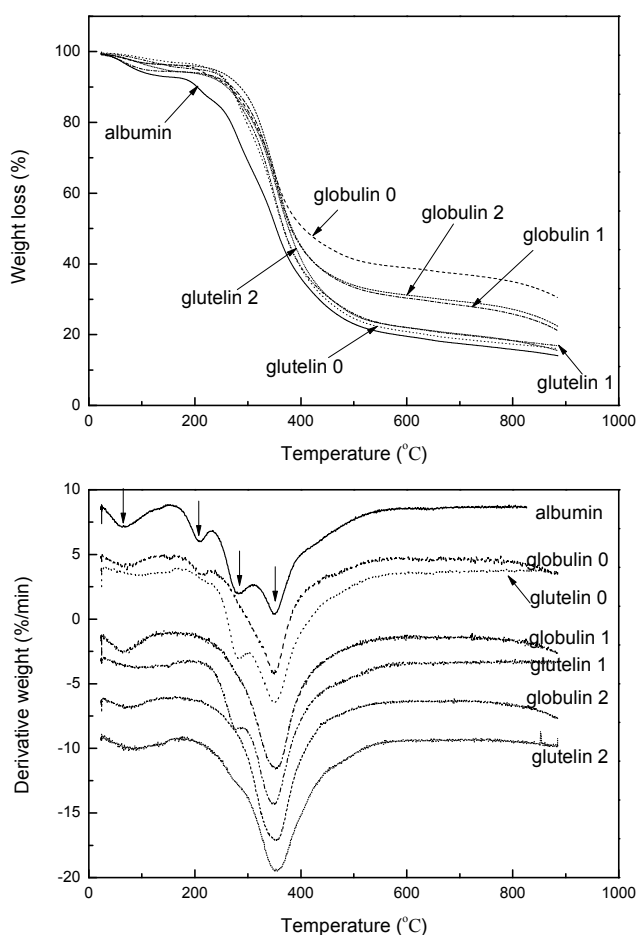 100
80
60
40
20
0
Weight loss (%)
albumin
globulin 0
globulin 2
globulin 1
glutelin 2
glutelin 0
glutelin 1
0 200 400 600 800 1000
Temperature (°C)
10
5
0
-5
-10
-15
-20
Derivative weight (%/min)
albumin
globulin 0
glutelin 0
globulin 1
glutelin 1
globulin 2
glutelin 2
0 200 400 600 800 1000
Temperature (°C)